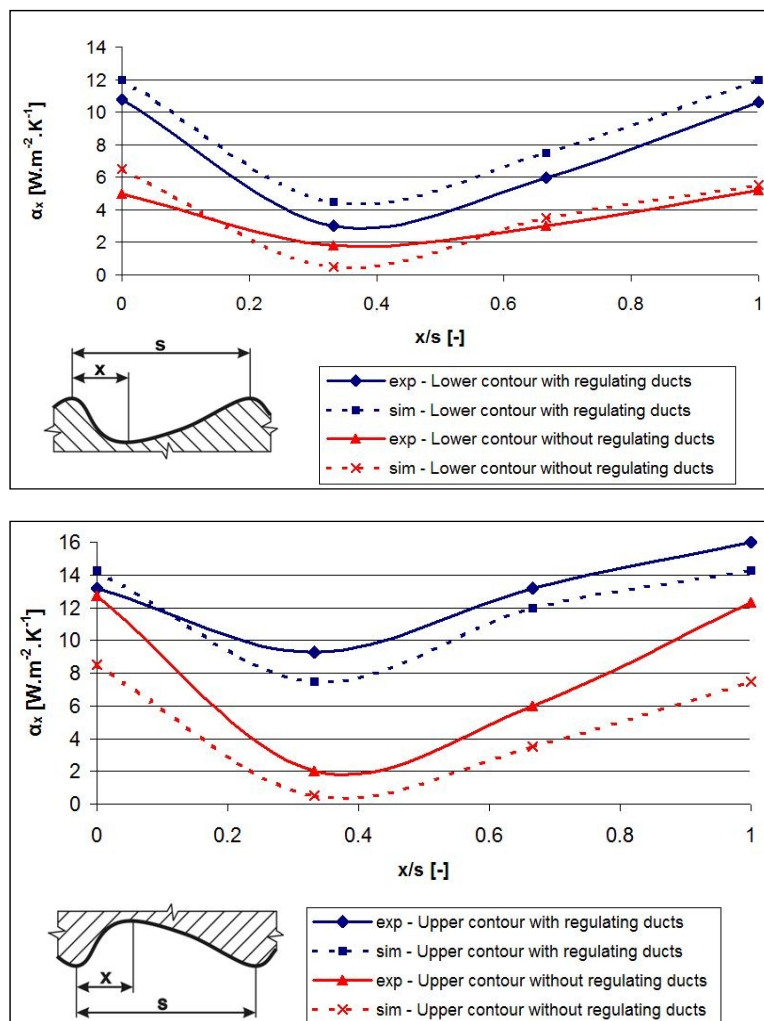 14
12
10
8
6
4
2
0
αx [W.m-2.K-1]
0 0.2 0.4 0.6 0.8 1
x/s [-]
s
x
exp - Lower contour with regulating ducts
sim - Lower contour with regulating ducts
exp - Lower contour without regulating ducts
sim - Lower contour without regulating ducts
16
14
12
10
8
6
4
2
0
αx [W.m-2.K-1]
0 0.2 0.4 0.6 0.8 1
x/s [-]
x
s
exp - Upper contour with regulating ducts
sim - Upper contour with regulating ducts
exp - Upper contour without regulating ducts
sim - Upper contour without regulating ducts